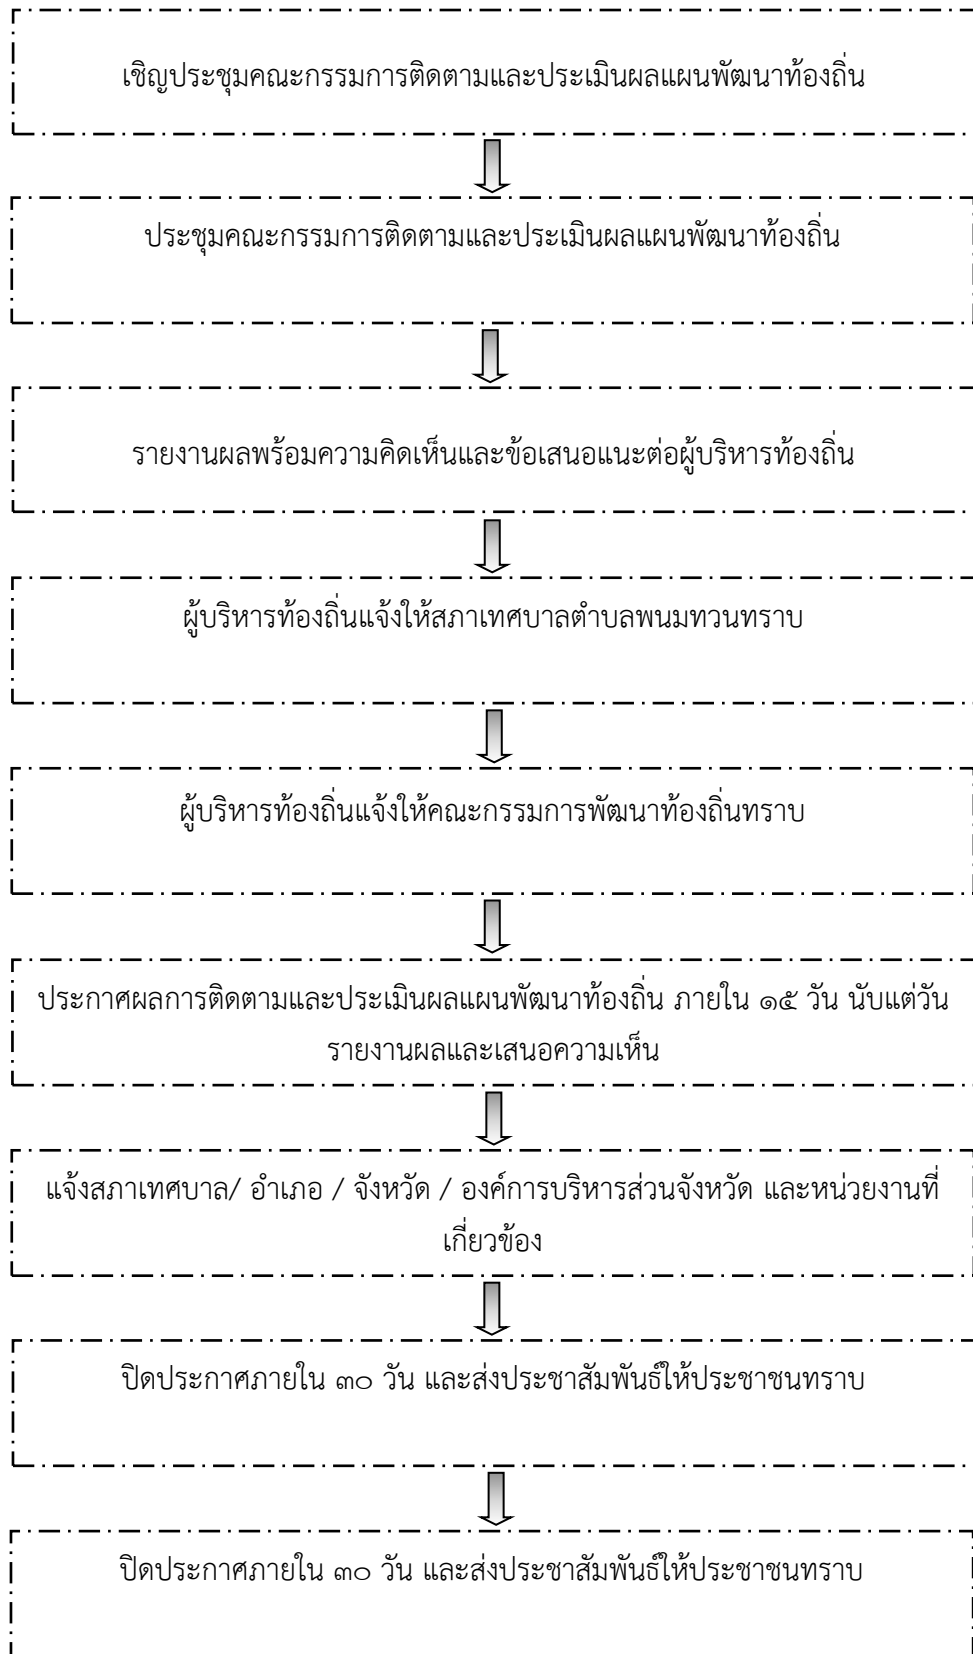 เชิญประชุมคณะกรรมการติดตามและประเมินผลแผนพัฒนาท้องถิ่น
ประชุมคณะกรรมการติดตามและประเมินผลแผนพัฒนาท้องถิ่น
รายงานผลพร้อมความคิดเห็นและข้อเสนอแนะต่อผู้บริหารท้องถิ่น
ผู้บริหารท้องถิ่นแจ้งให้สภาเทศบาลตำบลพนมทวนทราบ
ผู้บริหารท้องถิ่นแจ้งให้คณะกรรมการพัฒนาท้องถิ่นทราบ
ประกาศผลการติดตามและประเมินผลแผนพัฒนาท้องถิ่น ภายใน ๑๕ วัน นับแต่วัน
รายงานผลและเสนอความเห็น
แจ้งสภาเทศบาล/ อำเภอ / จังหวัด / องค์การบริหารส่วนจังหวัด และหน่วยงานที่
เกี่ยวข้อง
ปิดประกาศภายใน ๓๐ วัน และส่งประชาสัมพันธ์ให้ประชาชนทราบ
ปิดประกาศภายใน ๓๐ วัน และส่งประชาสัมพันธ์ให้ประชาชนทราบ